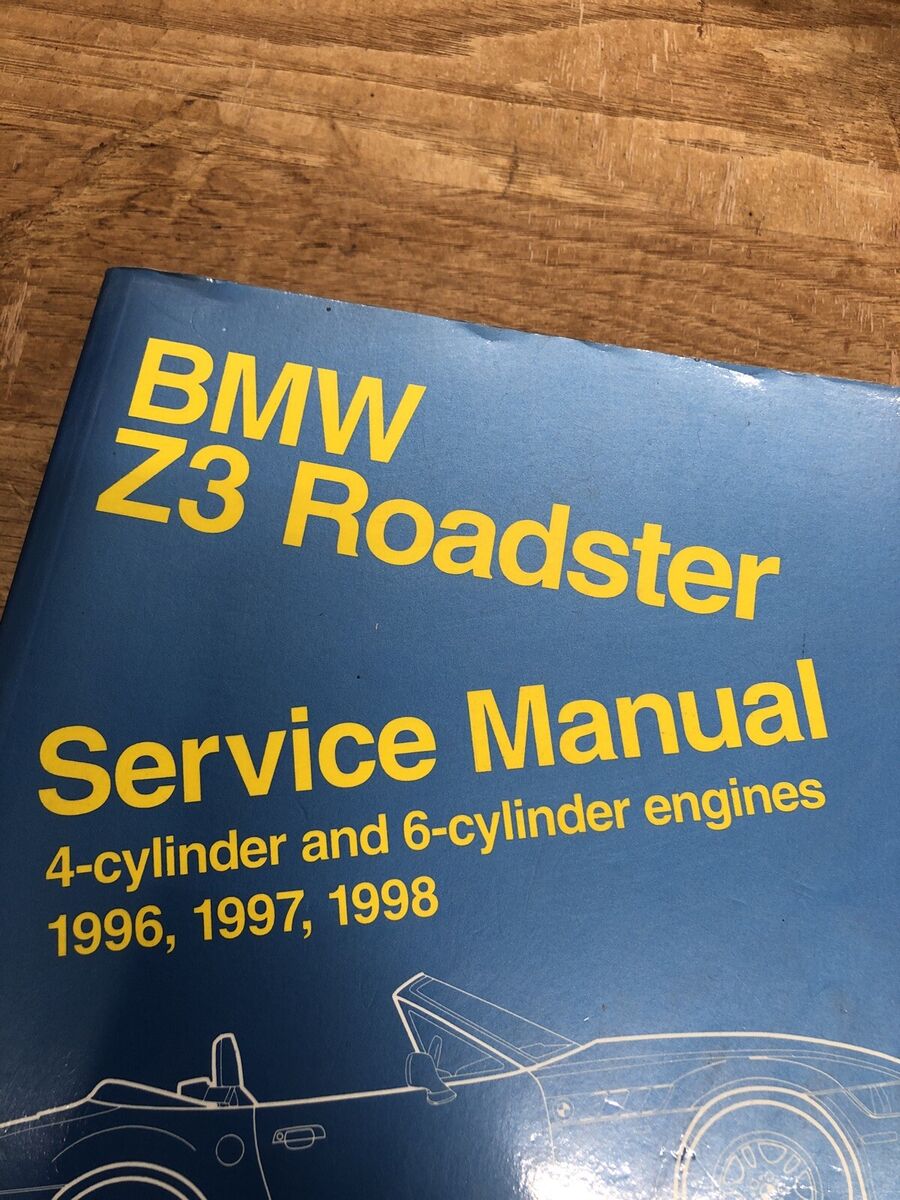 BMW
Z3 Roadster
Service Manual
4-cylinder and 6-cylinder engines
1996, 1997, 1998